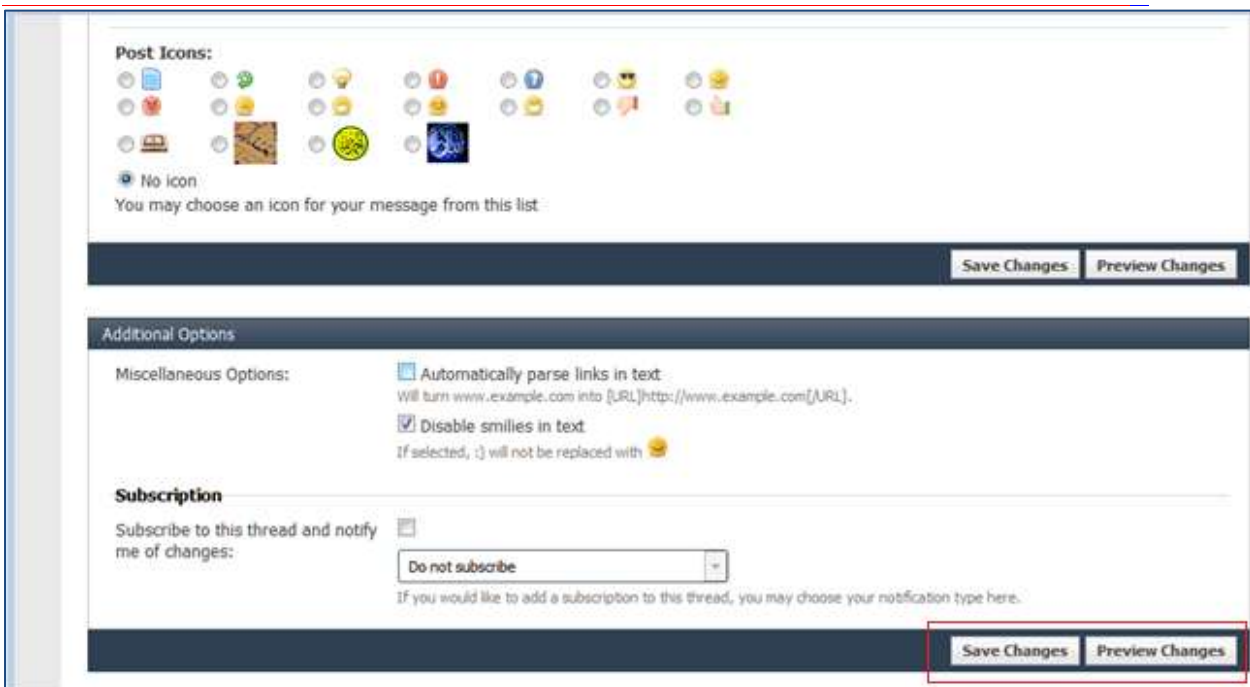 Post Icons:
No icon
You may choose an icon for your message from this list
Save Changes Preview Changes
Additional Options
Miscellaneous Options:
Automatically parse links in text
Will turn www.example.com into [URL]http://www.example.com[/URL].
Disable smilies in text
If selected, :) will not be replaced with
Subscription
Subscribe to this thread and notify
me of changes:
Do not subscribe
If you would like to add a subscription to this thread, you may choose your notification type here.
Save Changes Preview Changes